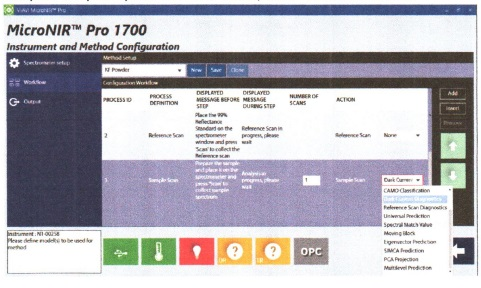 VIAVI MicroNIR™ Pro
MicroNIR™ Pro 1700
Instrument and Method Configuration
Spectrometer setup
Workflow
Output
Method Setup
KF Powder
New Save Clone
Configuration Workflow
PROCESS ID
PROCESS
DEFINITION
DISPLAYED
MESSAGE BEFORE
STEP
DISPLAYED
MESSAGE
DURING STEP
NUMBER OF
SCANS
ACTION
2
Reference Scan
Place the 99%
Reflectance
Standard on the
spectrometer
window and press
'Scan' to collect the
Reference scan
Reference Scan in
progress, please
wait
Reference Scan
None
3
Sample Scan
Prepare the sample
and place it on the
spectrometer and
press 'Scan' to
collect sample
spectrum.
Analysis in
progress, please
wait
1
Sample Scan
Dark Current
CAMO Classification
Dark Current Diagnostics
Reference Scan Diagnostics
Universal Prediction
Spectral Match Value
Moving Block
Eigenvector Prediction
SIMCA Prediction
PCA Projection
Multilevel Prediction
Add
Insert
Remove
Instrument : N1-00258
Please define model(s) to be used for
method
OPC